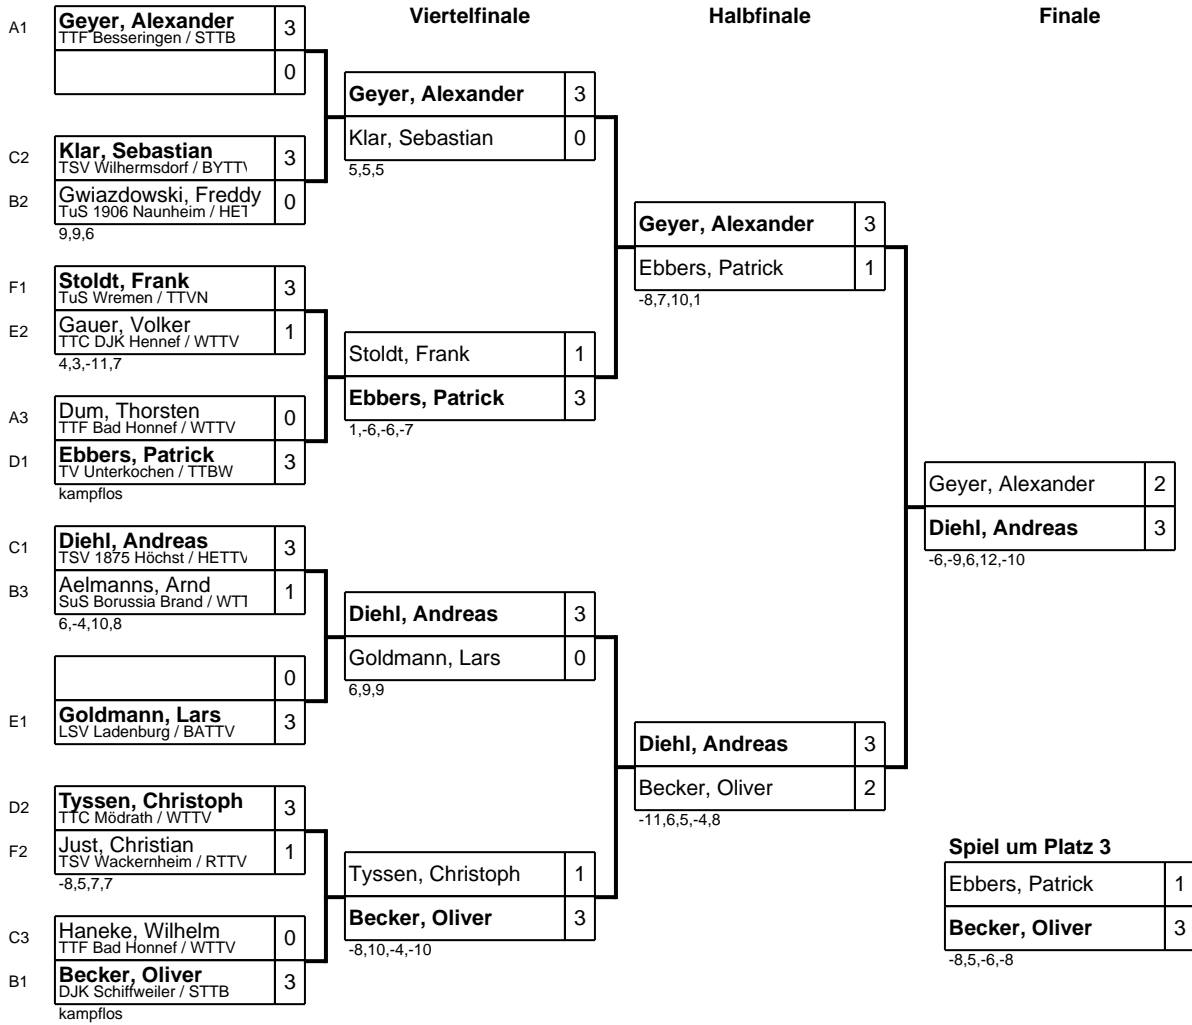 Viertelfinale
Halbfinale
Finale
A1
Geyer, Alexander
3
TTF Besseringen / STTB
0
C2
Klar, Sebastian
3
TSV Wilhermsdorf / BYTTV
B2
Gwiazdowski, Freddy
0
TuS 1906 Naunheim / HET
9,9,6
F1
Stoldt, Frank
3
TuS Wremen / TTVN
E2
Gauer, Volker
1
TTC DJK Hennef / WTTV
4,3,-11,7
A3
Dum, Thorsten
0
TTF Bad Honnef / WTTV
D1
Ebbers, Patrick
3
TV Unterkochen / TTBW
kampflos
C1
Diehl, Andreas
3
TSV 1875 Höchst / HETTV
B3
Aelmanns, Arnd
1
SuS Borussia Brand / WTT
6,-4,10,8
0
E1
Goldmann, Lars
3
LSV Ladenburg / BATTV
D2
Tyssen, Christoph
3
TTC Mödrath / WTTV
F2
Just, Christian
1
TSV Wackernheim / RTTV
-8,5,7,7
C3
Haneke, Wilhelm
0
TTF Bad Honnef / WTTV
B1
Becker, Oliver
3
DJK Schiffweiler / STTB
kampflos
Geyer, Alexander
3
Klar, Sebastian
0
5,5,5
Stoldt, Frank
1
Ebbers, Patrick
3
1,-6,-6,-7
Diehl, Andreas
3
Goldmann, Lars
0
6,9,9
Tyssen, Christoph
1
Becker, Oliver
3
-8,10,-4,-10
Geyer, Alexander
3
Ebbers, Patrick
1
-8,7,10,1
Diehl, Andreas
3
Becker, Oliver
2
-11,6,5,-4,8
Geyer, Alexander
2
Diehl, Andreas
3
-6,-9,6,12,-10
Spiel um Platz 3
Ebbers, Patrick
1
Becker, Oliver
3
-8,5,-6,-8